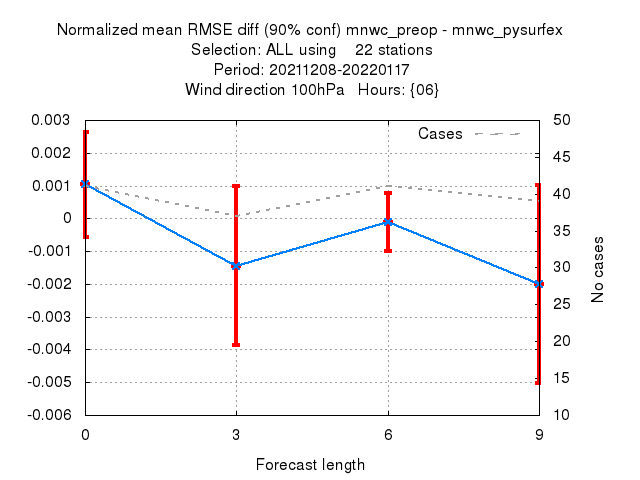 Normalized mean RMSE diff (90% conf) mnwc_preop - mnwc_pysurfex
Selection: ALL using    22 stations
Period: 20211208-20220117
Wind direction 100hPa   Hours: {06}
Cases
0.003
0.002
0.001
0
-0.001
-0.002
-0.003
-0.004
-0.005
-0.006
50
45
40
35
30
25
20
15
10
No cases
0 3 6 9
Forecast length